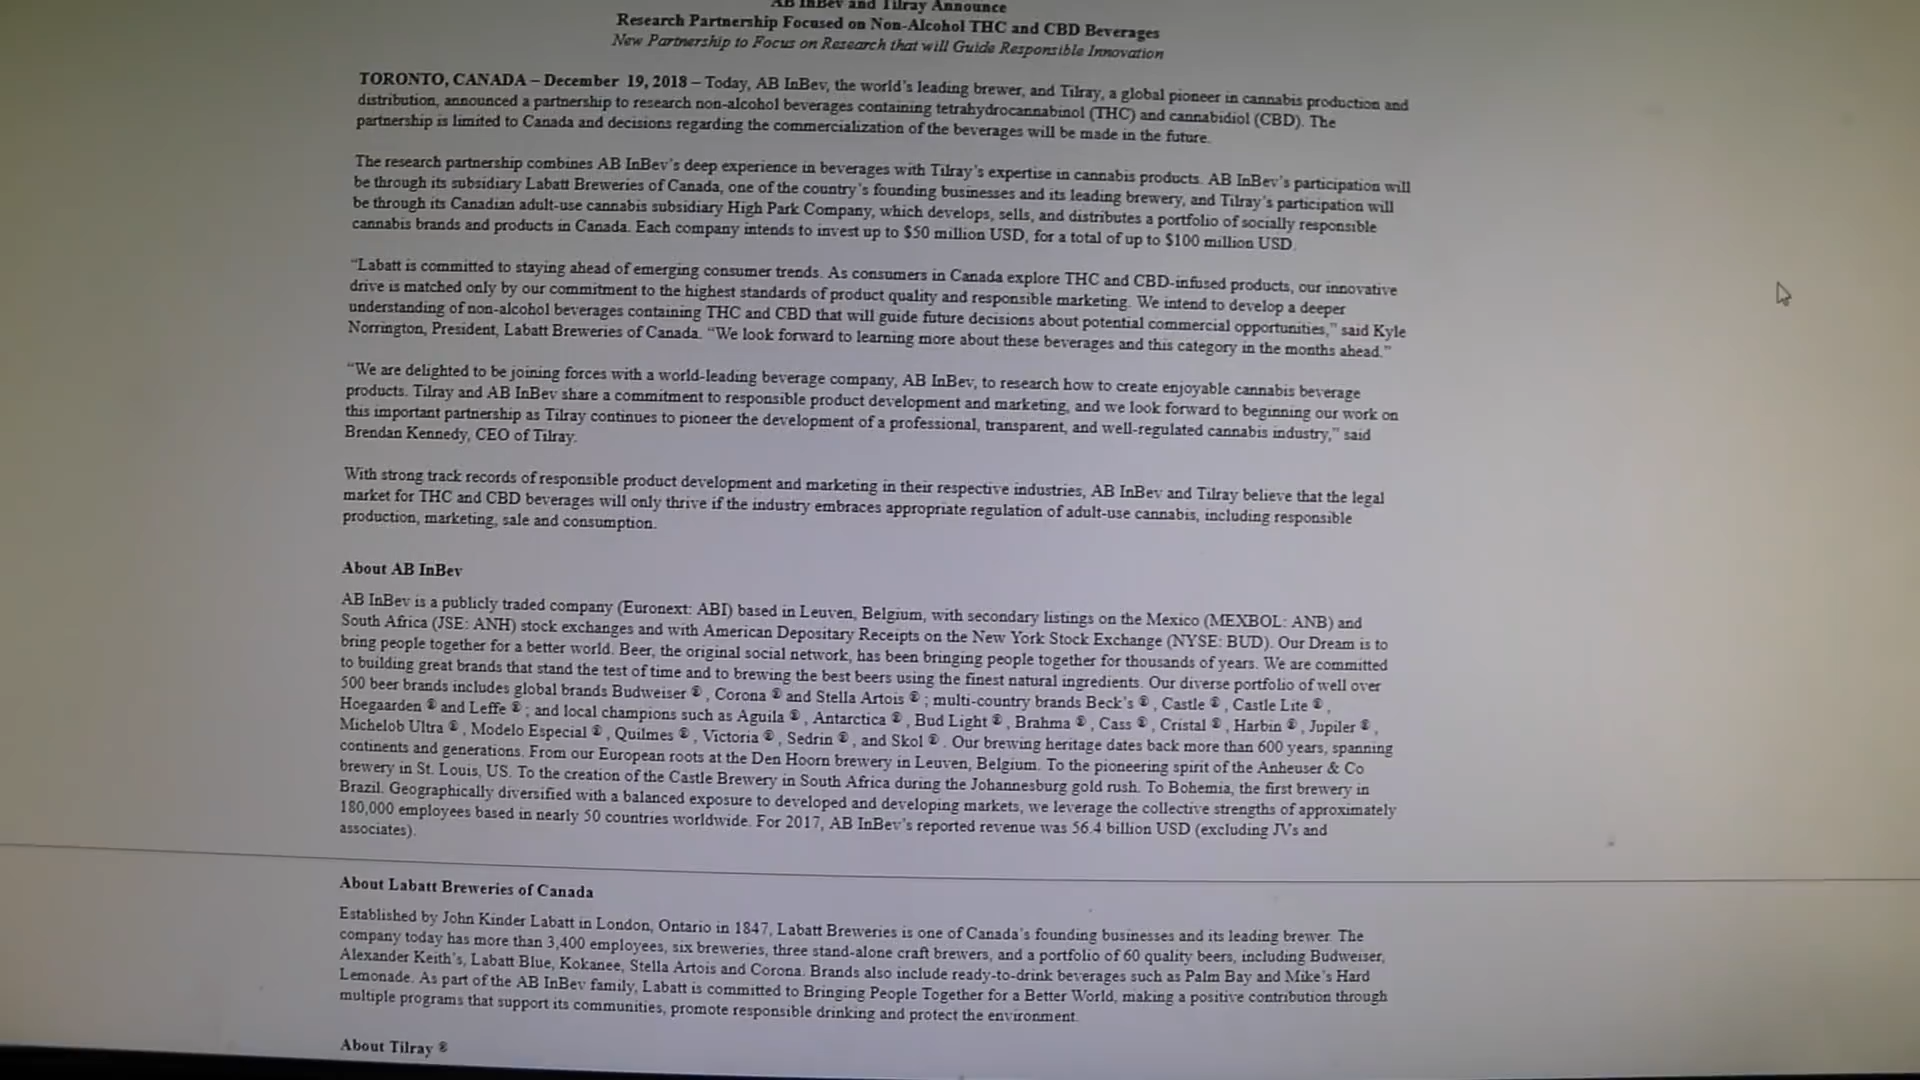 AB InBev and Tilray Announce
Research Partnership Focused on Non-Alcohol THC and CBD Beverages
New Partnership to Focus on Research that will Guide Responsible Innovation
TORONTO, CANADA – December 19, 2018 – Today, AB InBev, the world's leading brewer, and Tilray, a global pioneer in cannabis production and
distribution, announced a partnership to research non-alcohol beverages containing tetrahydrocannabinol (THC) and cannabidiol (CBD). The
partnership is limited to Canada and decisions regarding the commercialization of the beverages will be made in the future.
The research partnership combines AB InBev's deep experience in beverages with Tilray's expertise in cannabis products. AB InBev's participation will
be through its subsidiary Labatt Breweries of Canada, one of the country's founding businesses and its leading brewery, and Tilray's participation will
be through its Canadian adult-use cannabis subsidiary High Park Company, which develops, sells, and distributes a portfolio of socially responsible
cannabis brands and products in Canada. Each company intends to invest up to $50 million USD, for a total of up to $100 million USD.
"Labatt is committed to staying ahead of emerging consumer trends. As consumers in Canada explore THC and CBD-infused products, our innovative
drive is matched only by our commitment to the highest standards of product quality and responsible marketing. We intend to develop a deeper
understanding of non-alcohol beverages containing THC and CBD that will guide future decisions about potential commercial opportunities," said Kyle
Norrington, President, Labatt Breweries of Canada. "We look forward to learning more about these beverages and this category in the months ahead."
"We are delighted to be joining forces with a world-leading beverage company, AB InBev, to research how to create enjoyable cannabis beverage
products. Tilray and AB InBev share a commitment to responsible product development and marketing, and we look forward to beginning our work on
this important partnership as Tilray continues to pioneer the development of a professional, transparent, and well-regulated cannabis industry," said
Brendan Kennedy, CEO of Tilray.
With strong track records of responsible product development and marketing in their respective industries, AB InBev and Tilray believe that the legal
market for THC and CBD beverages will only thrive if the industry embraces appropriate regulation of adult-use cannabis, including responsible
production, marketing, sale and consumption.
About AB InBev
AB InBev is a publicly traded company (Euronext: ABI) based in Leuven, Belgium, with secondary listings on the Mexico (MEXBOL: ANB) and
South Africa (JSE: ANH) stock exchanges and with American Depositary Receipts on the New York Stock Exchange (NYSE: BUD). Our Dream is to
bring people together for a better world. Beer, the original social network, has been bringing people together for thousands of years. We are committed
to building great brands that stand the test of time and to brewing the best beers using the finest natural ingredients. Our diverse portfolio of well over
500 beer brands includes global brands Budweiser ®, Corona ® and Stella Artois ®; multi-country brands Beck's ®, Castle ®, Castle Lite ®,
Hoegaarden ® and Leffe ®; and local champions such as Aguila ®, Antarctica ®, Bud Light ®, Brahma ®, Cass ®, Cristal ®, Harbin ®, Jupiler ®,
Michelob Ultra ®, Modelo Especial ®, Quilmes ®, Victoria ®, Sedrin ®, and Skol ®. Our brewing heritage dates back more than 600 years, spanning
continents and generations. From our European roots at the Den Hoorn brewery in Leuven, Belgium. To the pioneering spirit of the Anheuser & Co
brewery in St. Louis, US. To the creation of the Castle Brewery in South Africa during the Johannesburg gold rush. To Bohemia, the first brewery in
Brazil. Geographically diversified with a balanced exposure to developed and developing markets, we leverage the collective strengths of approximately
180,000 employees based in nearly 50 countries worldwide. For 2017, AB InBev's reported revenue was 56.4 billion USD (excluding JVs and
associates).
About Labatt Breweries of Canada
Established by John Kinder Labatt in London, Ontario in 1847, Labatt Breweries is one of Canada's founding businesses and its leading brewer. The
company today has more than 3,400 employees, six breweries, three stand-alone craft brewers, and a portfolio of 60 quality beers, including Budweiser,
Alexander Keith's, Labatt Blue, Kokanee, Stella Artois and Corona. Brands also include ready-to-drink beverages such as Palm Bay and Mike's Hard
Lemonade. As part of the AB InBev family, Labatt is committed to Bringing People Together for a Better World, making a positive contribution through
multiple programs that support its communities, promote responsible drinking and protect the environment.
About Tilray ®